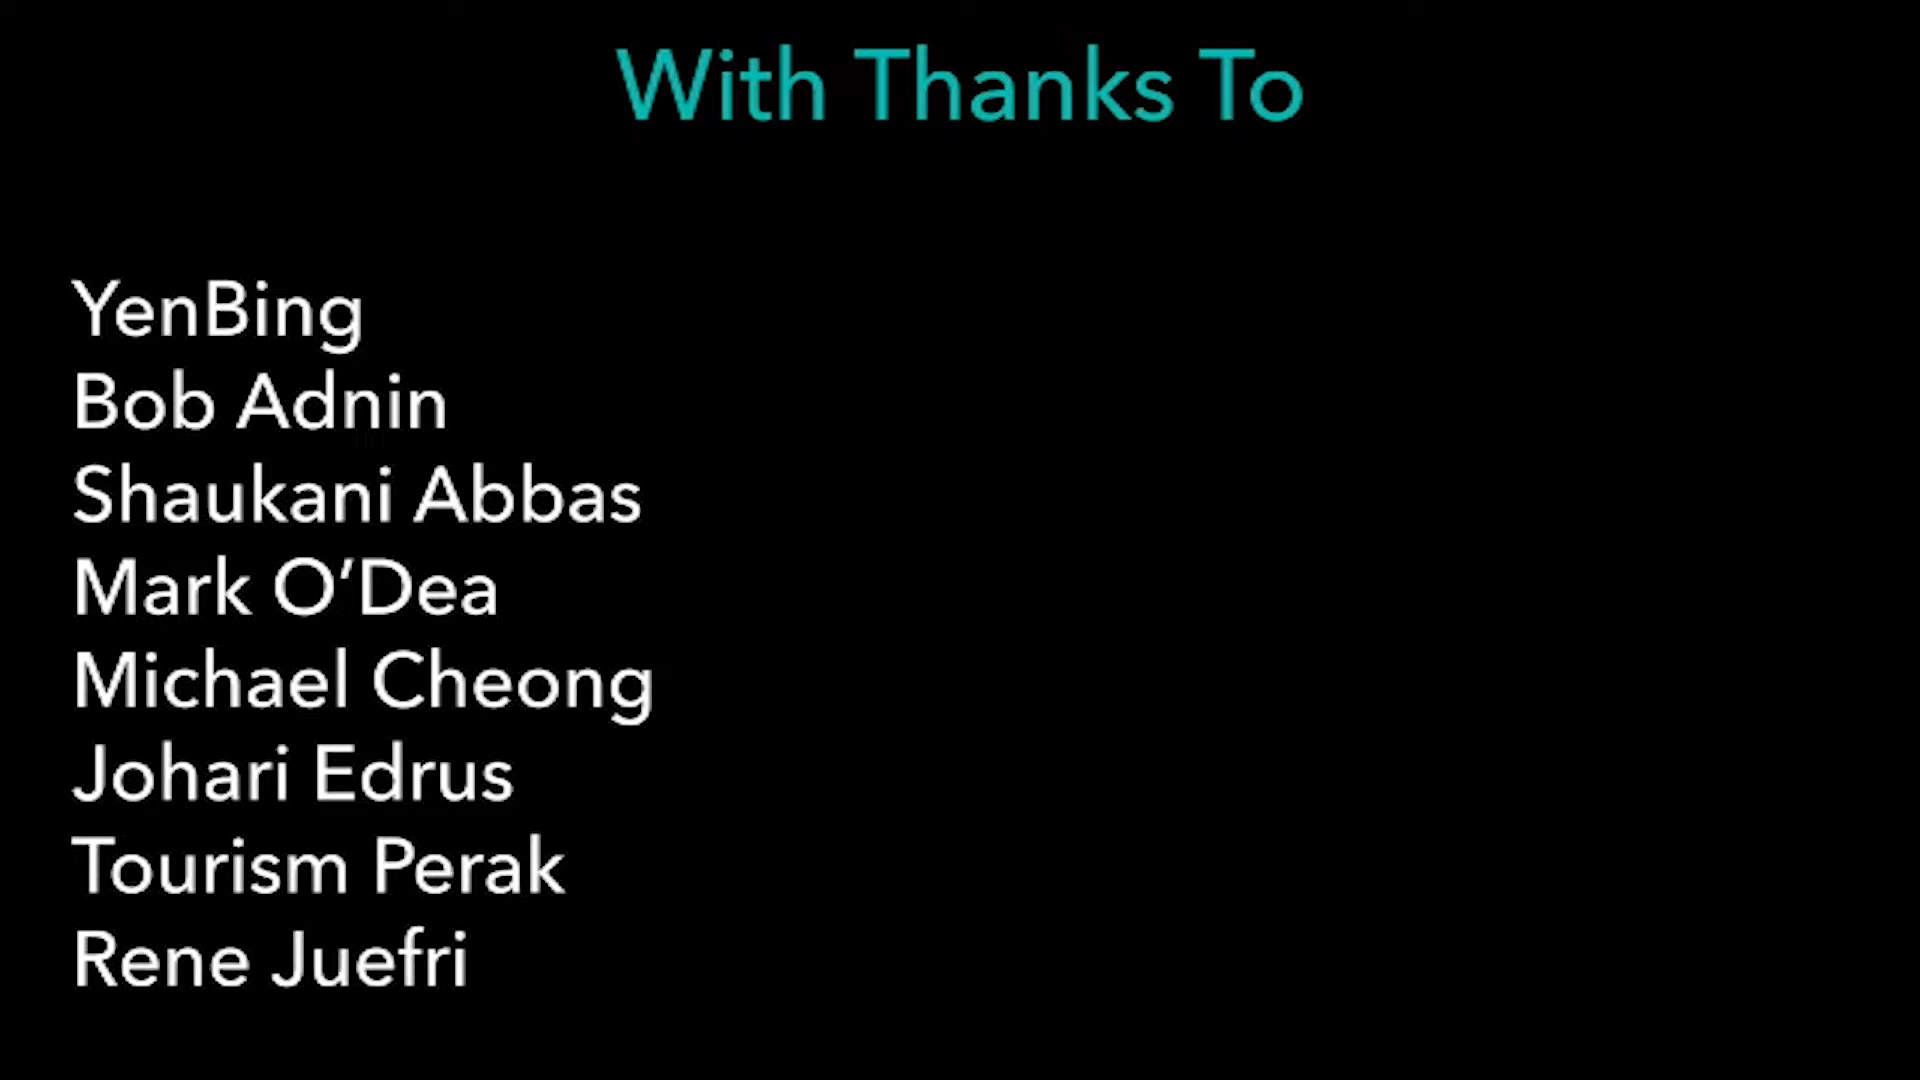 With Thanks To
YenBing
Bob Adnin
Shaukani Abbas
Mark O’Dea
Michael Cheong
Johari Edrus
Tourism Perak
Rene Juefri